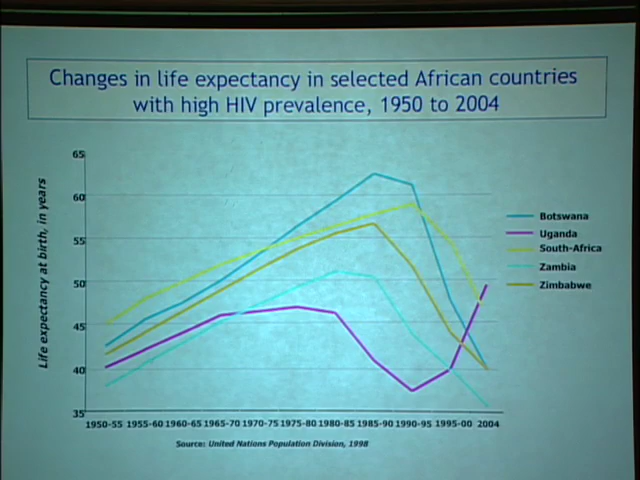 Changes in life expectancy in selected African countries
with high HIV prevalence, 1950 to 2004
Life expectancy at birth, in years
65
60
55
50
45
40
35
1950-55 1955-60 1960-65 1965-70 1970-75 1975-80 1980-85 1985-90 1990-95 1995-00 2004
Botswana
Uganda
South-Africa
Zambia
Zimbabwe
Source: United Nations Population Division, 1998